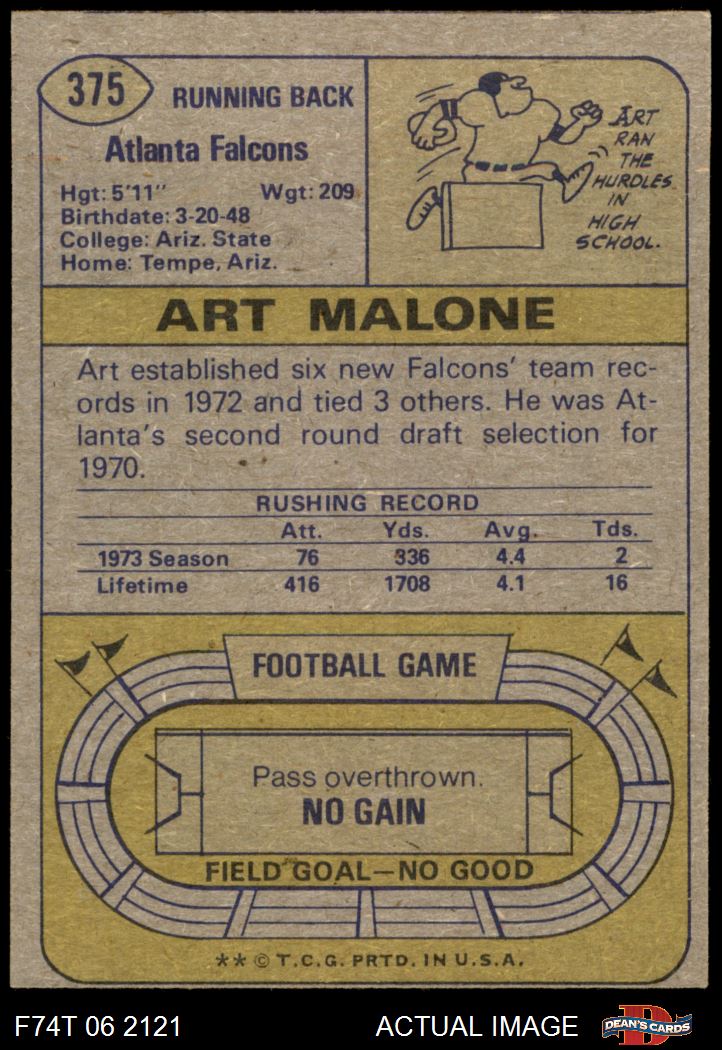 375
RUNNING BACK
Atlanta Falcons
Hgt: 5'11" Wgt: 209
Birthdate: 3-20-48
College: Ariz. State
Home: Tempe, Ariz.
ART
RAN
THE
HURDLES
IN
HIGH
SCHOOL.
ART MALONE
Art established six new Falcons' team rec-
ords in 1972 and tied 3 others. He was At-
lanta's second round draft selection for
1970.
RUSHING RECORD
Att. Yds. Avg. Tds.
1973 Season 76 336 4.4 2
Lifetime 416 1708 4.1 16
FOOTBALL GAME
Pass overthrown.
NO GAIN
FIELD GOAL—NO GOOD
** © T.C.G. PRTD. IN U.S.A.
F74T 06 2121 ACTUAL IMAGE
D
DEAN'S CARDS